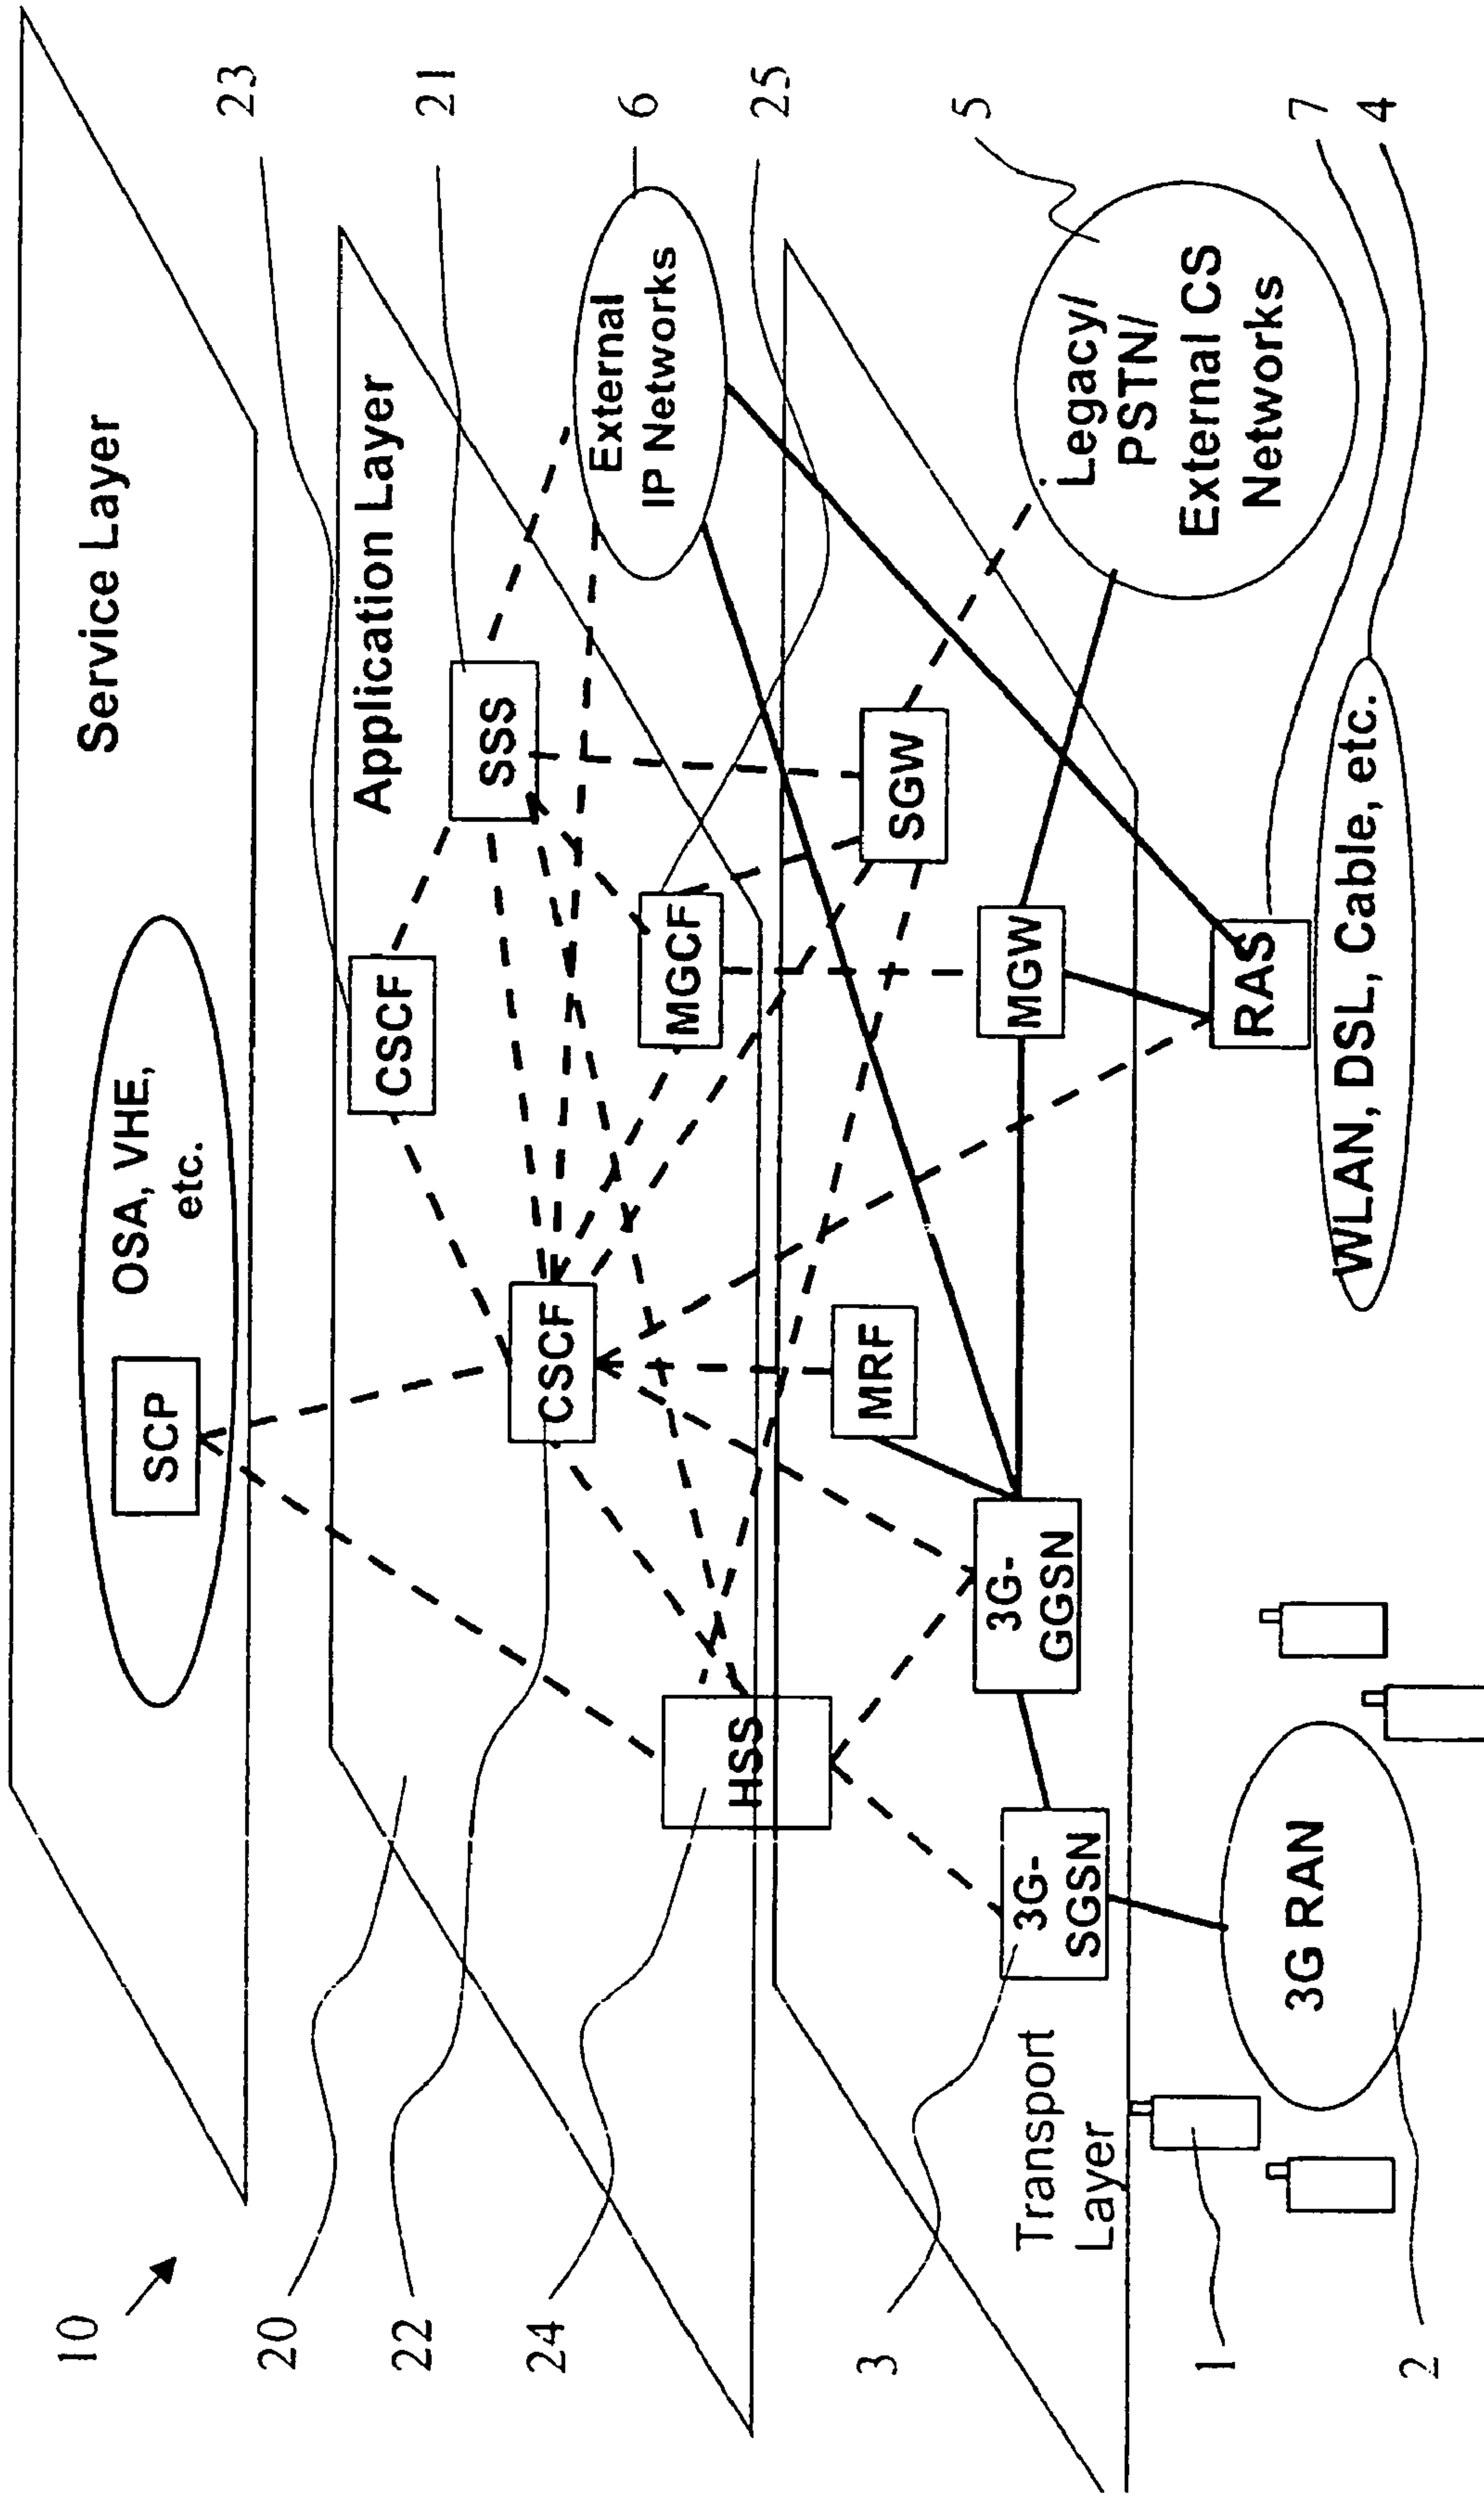 10
Service Layer
OSA, VHE,
etc.
SCP
23
20
Application Layer
21
CSCF
22
SSS
CSCF
External
IP Networks
6
24
MGCF
HSS
25
SGW
MRF
3
5
Legacy/
PSTN/
External CS
Networks
3G-
GGSN
MGW
3G-
SGSN
Transport
Layer
1
RAS
7
3G RAN
WLAN, DSL, Cable, etc.
4
2